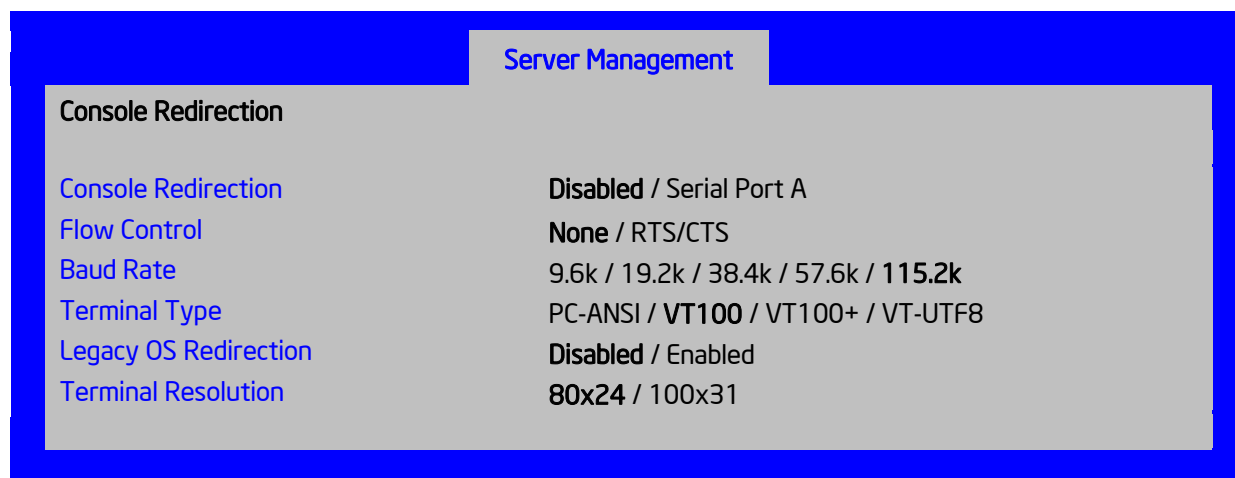 Server Management
Console Redirection
Console Redirection Disabled / Serial Port A
Flow Control None / RTS/CTS
Baud Rate 9.6k / 19.2k / 38.4k / 57.6k / 115.2k
Terminal Type PC-ANSI / VT100 / VT100+ / VT-UTF8
Legacy OS Redirection Disabled / Enabled
Terminal Resolution 80x24 / 100x31